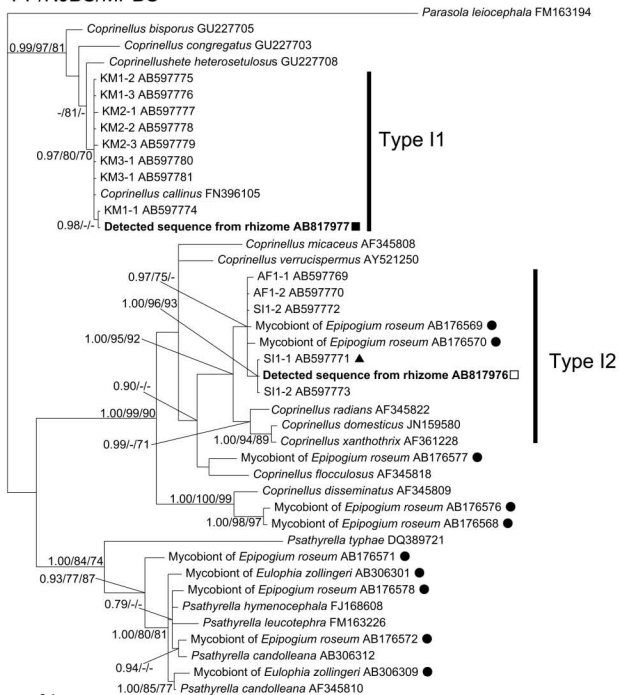 Parasola leiocephala FM163194
Coprinellus bisporus GU227705
0.99/97/81
Coprinellus congregatus GU227703
Coprinellushete heterosetulosus GU227708
KM1-2 AB597775
KM1-3 AB597776
KM2-1 AB597777
-/81/-
KM2-2 AB597778
Type I1
KM2-3 AB597779
0.97/80/70
KM3-1 AB597780
KM3-1 AB597781
Coprinellus callinus FN396105
KM1-1 AB597774
0.98/-/-
Detected sequence from rhizome AB817977■
Coprinellus micaceus AF345808
Coprinellus verrucispermus AY521250
0.97/75/-
AF1-1 AB597769
AF1-2 AB597770
1.00/96/93
SI1-2 AB597772
Mycobiont of Epipogium roseum AB176569 ●
1.00/95/92
Mycobiont of Epipogium roseum AB176570 ●
SI1-1 AB597771 ▲
Type I2
Detected sequence from rhizome AB817976□
0.90/-/-
SI1-2 AB597773
1.00/99/90
Coprinellus radians AF345822
Coprinellus domesticus JN159580
0.99/-/71
1.00/94/89
Coprinellus xanthothrix AF361228
Mycobiont of Epipogium roseum AB176577 ●
Coprinellus flocculosus AF345818
Coprinellus disseminatus AF345809
1.00/100/99
Mycobiont of Epipogium roseum AB176576 ●
1.00/98/97
Mycobiont of Epipogium roseum AB176568 ●
Psathyrella typhae DQ389721
1.00/84/74
Mycobiont of Epipogium roseum AB176571 ●
0.93/77/87
Mycobiont of Eulophia zollingeri AB306301 ●
Mycobiont of Epipogium roseum AB176578 ●
0.79/-/-
Psathyrella hymenocephala FJ168608
Psathyrella leucotephra FM163226
1.00/80/81
Mycobiont of Epipogium roseum AB176572 ●
Psathyrella candolleana AB306312
0.94/-/-
Mycobiont of Eulophia zollingeri AB306309 ●
1.00/85/77
Psathyrella candolleana AF345810